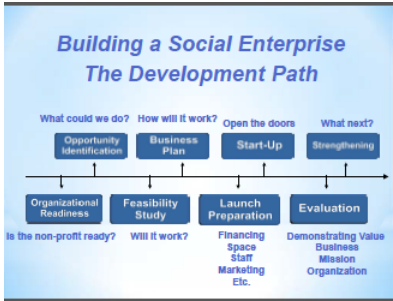 Building a Social Enterprise
The Development Path
What could we do?
How will it work?
Open the doors
What next?
Opportunity
Identification
Business
Plan
Start-Up
Strengthening
Organizational
Readiness
Feasibility
Study
Launch
Preparation
Evaluation
Is the non-profit ready?
Will it work?
Financing
Space
Staff
Marketing
Etc.
Demonstrating Value
Business
Mission
Organization